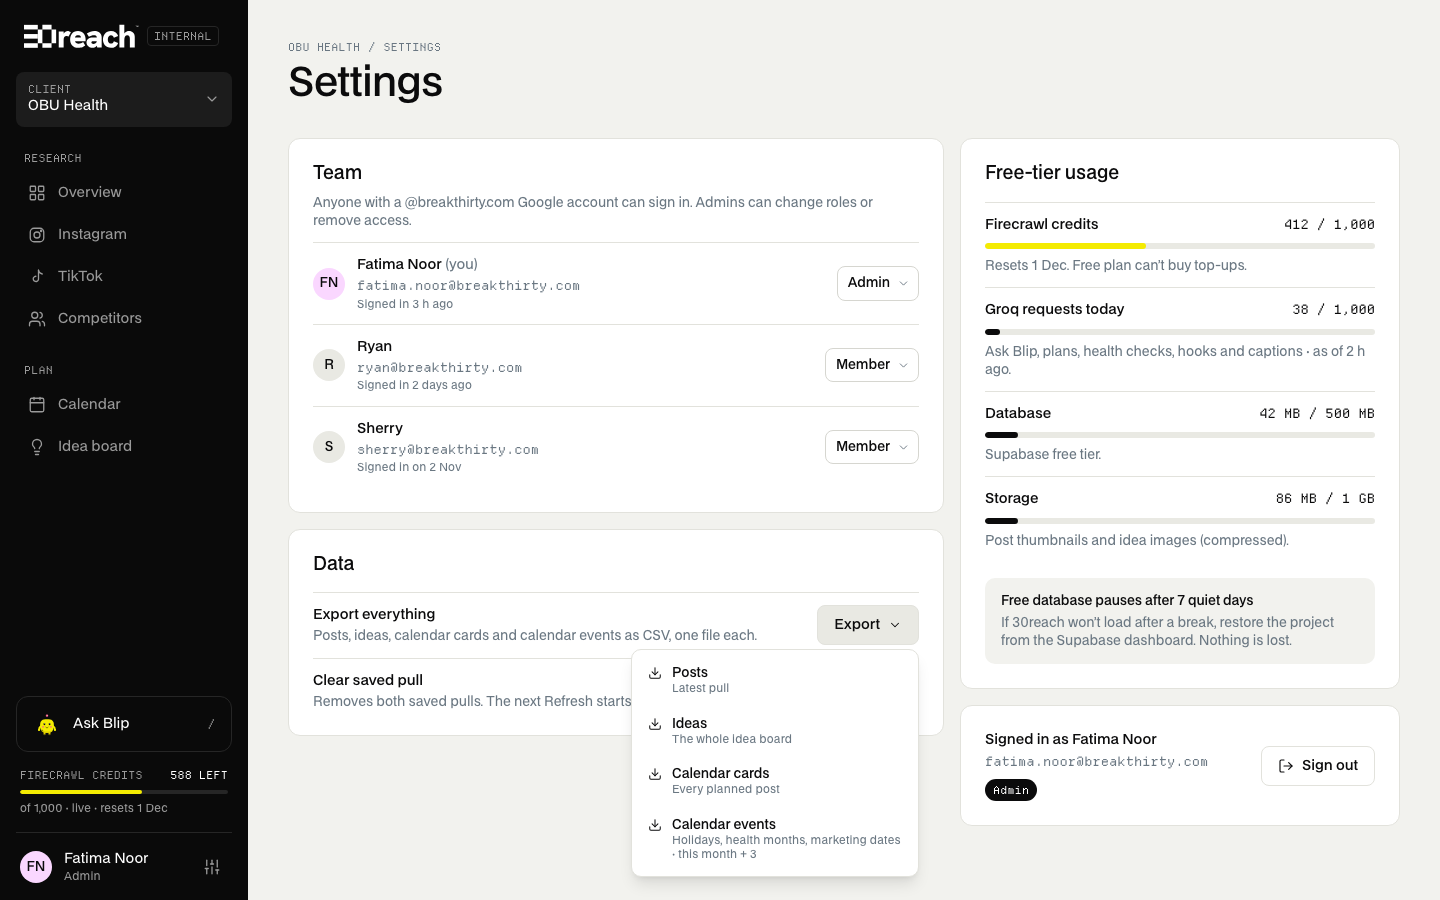 30reach
INTERNAL
CLIENT
OBU Health
RESEARCH
Overview
Instagram
TikTok
Competitors
PLAN
Calendar
Idea board
Ask Blip
/
FIRECRAWL CREDITS 588 LEFT
of 1,000 · live · resets 1 Dec
FN
Fatima Noor
Admin
OBU HEALTH / SETTINGS
Settings
Team
Anyone with a @breakthirty.com Google account can sign in. Admins can change roles or
remove access.
FN
Fatima Noor (you)
fatima.noor@breakthirty.com
Signed in 3 h ago
Admin
R
Ryan
ryan@breakthirty.com
Signed in 2 days ago
Member
S
Sherry
sherry@breakthirty.com
Signed in on 2 Nov
Member
Data
Export everything
Posts, ideas, calendar cards and calendar events as CSV, one file each.
Export
Clear saved pull
Removes both saved pulls. The next Refresh starts
Posts
Latest pull
Ideas
The whole idea board
Calendar cards
Every planned post
Calendar events
Holidays, health months, marketing dates
· this month + 3
Free-tier usage
Firecrawl credits 412 / 1,000
Resets 1 Dec. Free plan can't buy top-ups.
Groq requests today 38 / 1,000
Ask Blip, plans, health checks, hooks and captions · as of 2 h
ago.
Database 42 MB / 500 MB
Supabase free tier.
Storage 86 MB / 1 GB
Post thumbnails and idea images (compressed).
Free database pauses after 7 quiet days
If 30reach won't load after a break, restore the project
from the Supabase dashboard. Nothing is lost.
Signed in as Fatima Noor
fatima.noor@breakthirty.com
Admin
Sign out